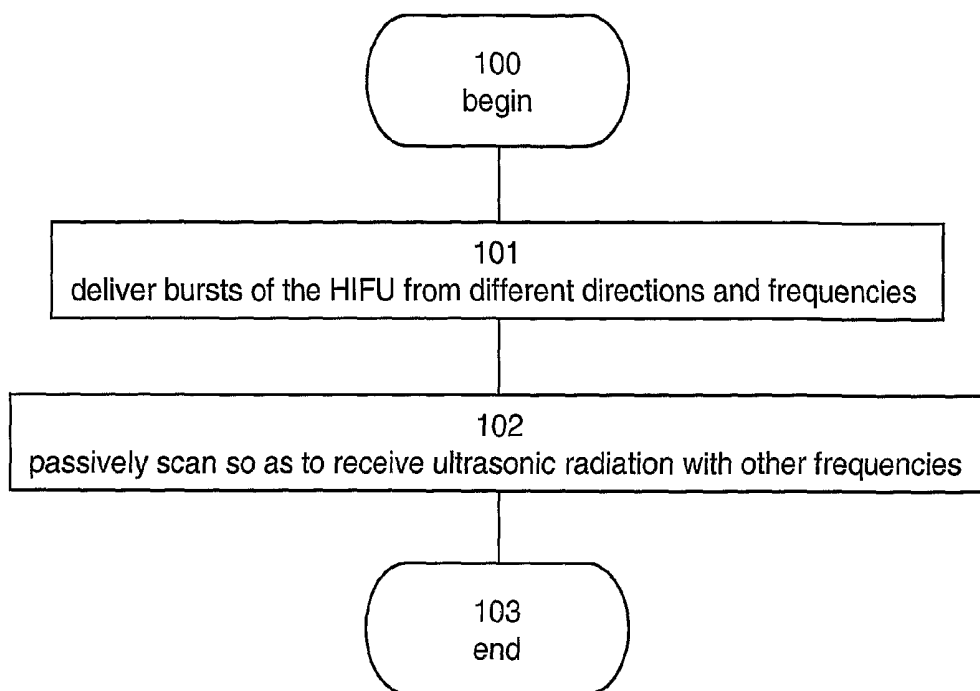 100
begin
101
deliver bursts of the HIFU from different directions and frequencies
102
passively scan so as to receive ultrasonic radiation with other frequencies
103
end